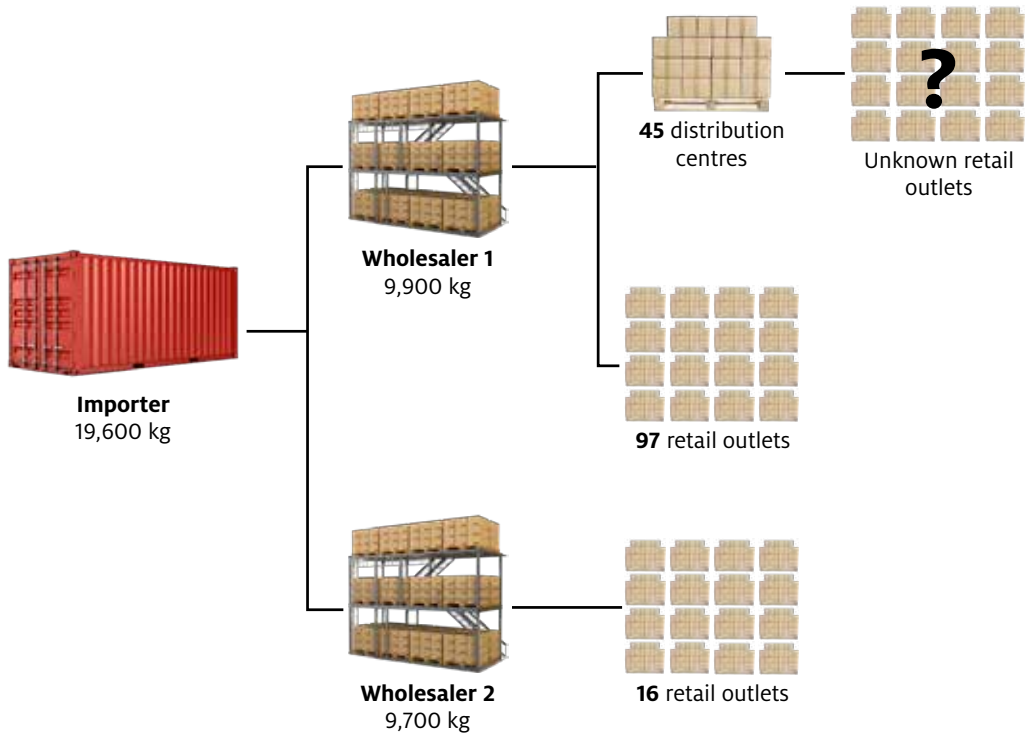 ?
45 distribution
centres
Unknown retail
outlets
Wholesaler 1
9,900 kg
Importer
19,600 kg
97 retail outlets
Wholesaler 2
9,700 kg
16 retail outlets